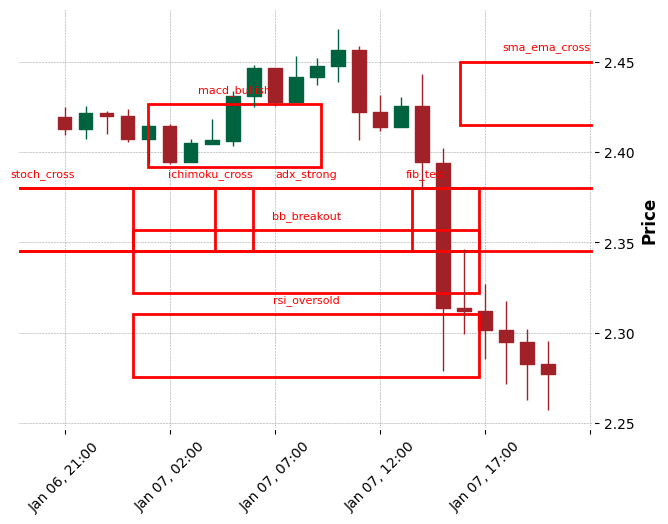 sma_ema_cross
2.45
macd_bullish
2.40
stoch_cross
ichimoku_cross
adx_strong
fib_test
bb_breakout
2.35
rsi_oversold
2.30
2.25
Price
Jan 06, 21:00
Jan 07, 02:00
Jan 07, 07:00
Jan 07, 12:00
Jan 07, 17:00